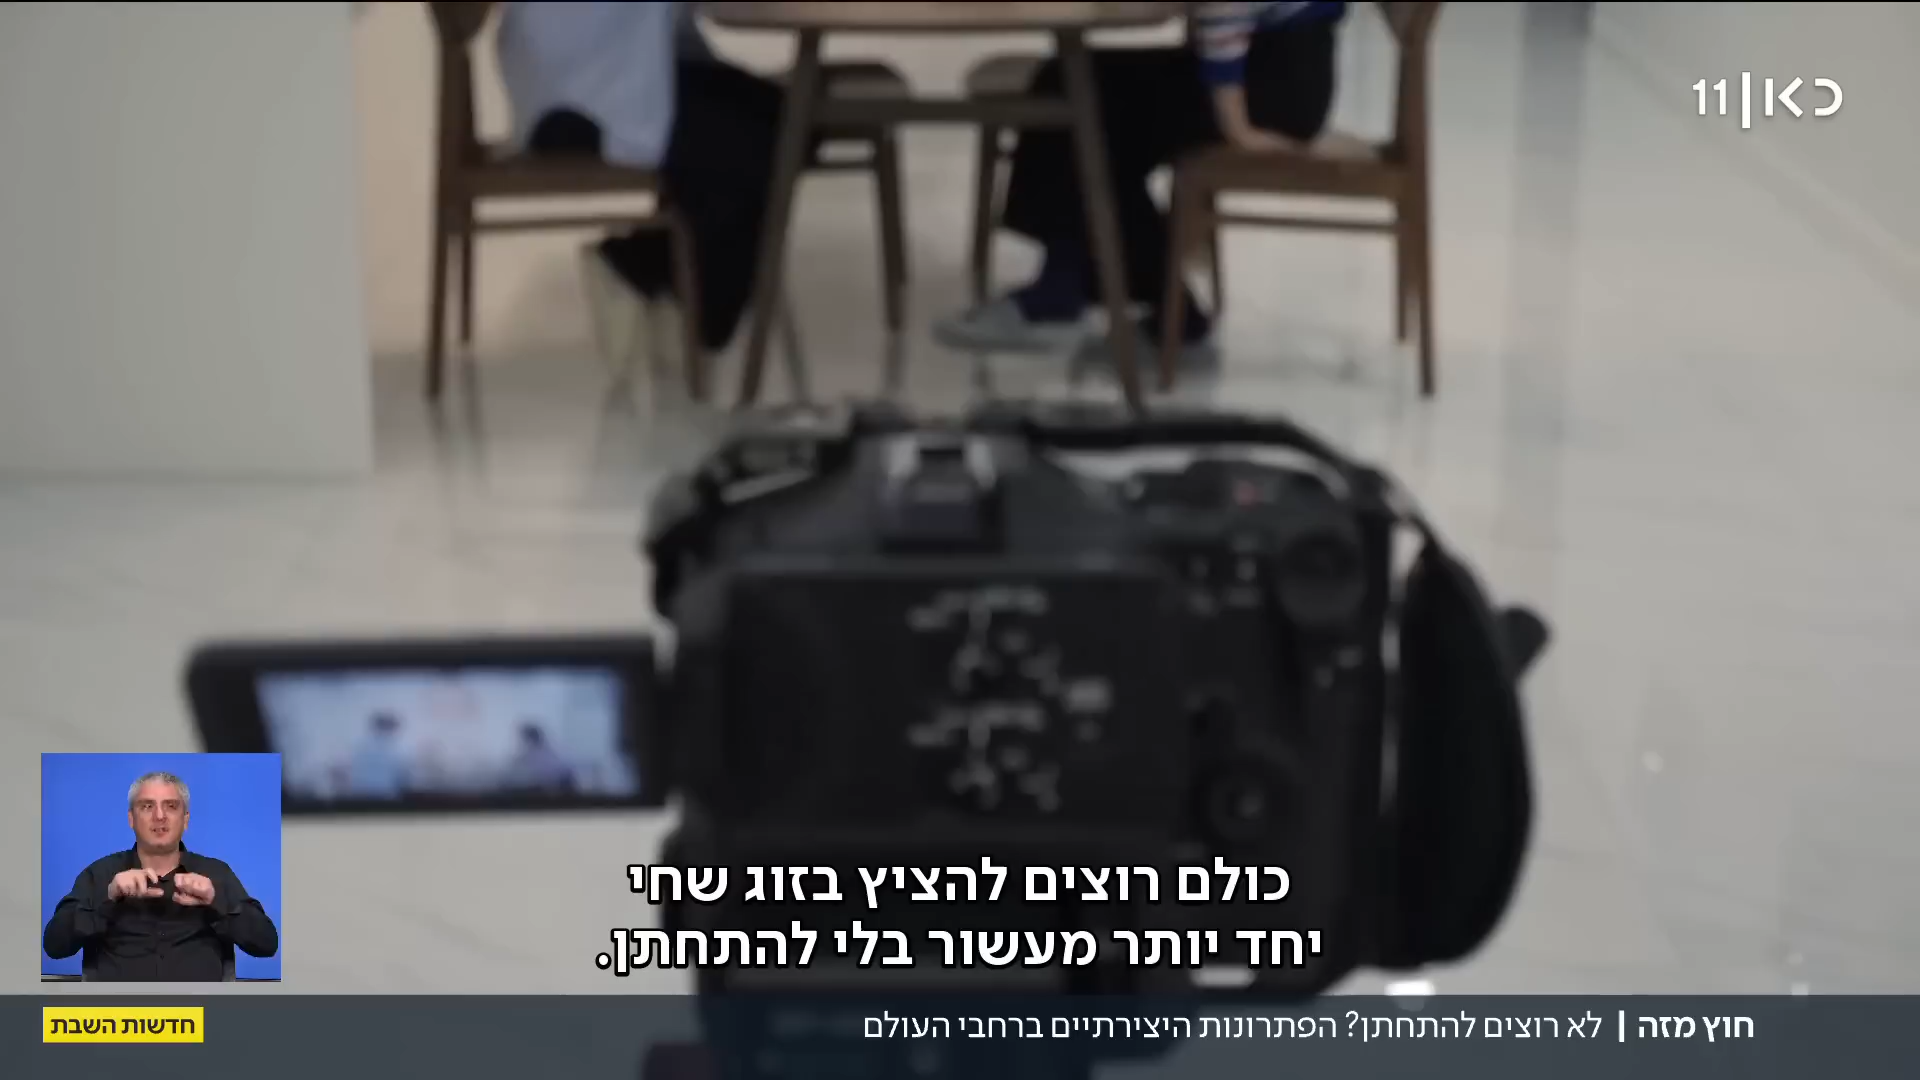 כאן|11
כולם רוצים להציץ בזוג שחי
יחד יותר מעשור בלי להתחתן.
חוץ מזה | לא רוצים להתחתן? הפתרונות היצירתיים ברחבי העולם
חדשות השבת